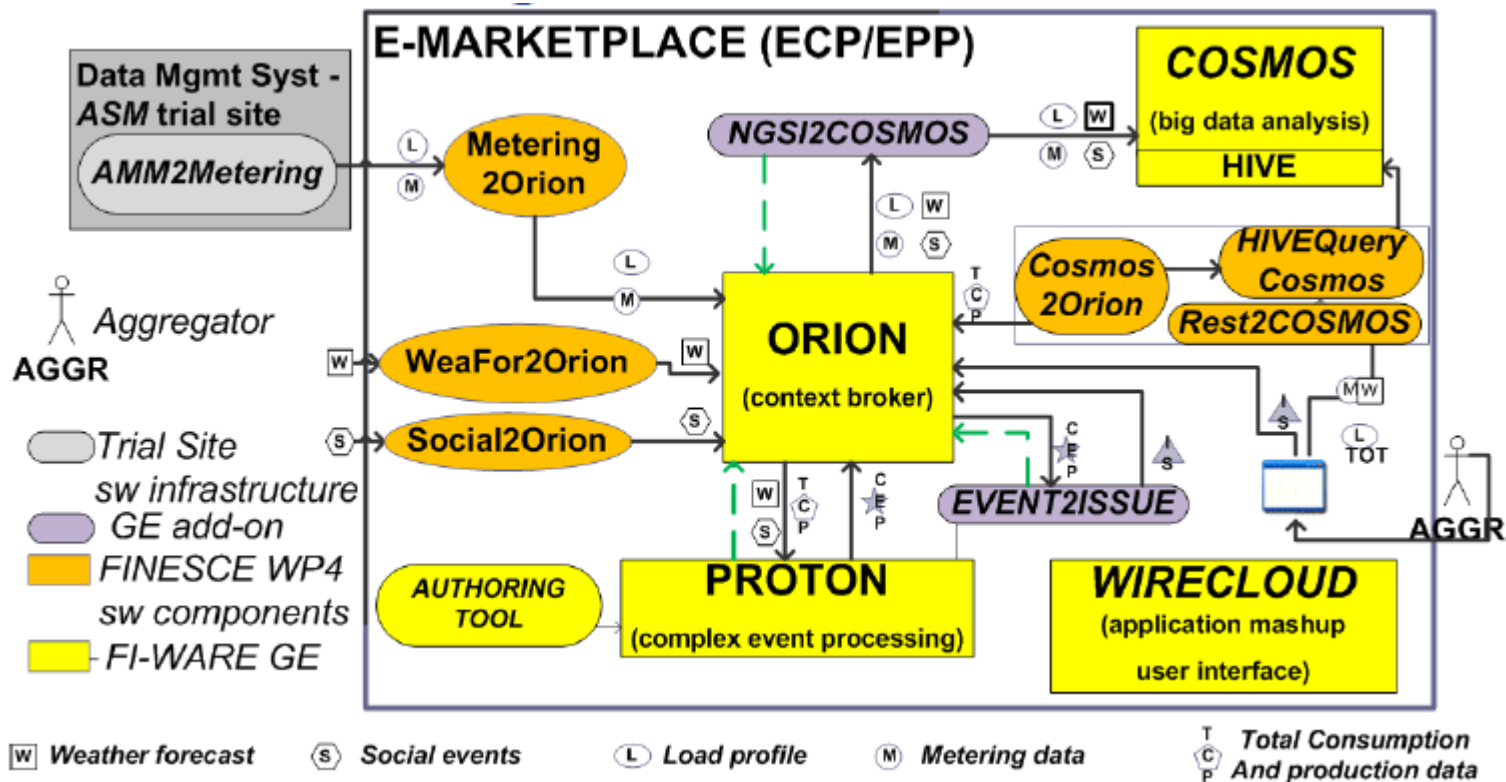 E-MARKETPLACE (ECP/EPP)
Data Mgmt Syst -
ASM trial site
AMM2Metering
L
M
Metering
2Orion
NGSI2COSMOS
L W
M S
COSMOS
(big data analysis)
HIVE
L W
M S
L
M
HIVEQuery
Cosmos
Cosmos
2Orion
Rest2COSMOS
T
C
P
Aggregator
AGGR
W
WeaFor2Orion
W
ORION
(context broker)
S
Social2Orion
S
M W
L
TOT
I
S
C
E
P
I
S
AGGR
Trial Site
sw infrastructure
GE add-on
FINESCE WP4
sw components
FI-WARE GE
W
S
T
C
P
C
E
P
EVENT2ISSUE
AUTHORING
TOOL
PROTON
(complex event processing)
WIRECLOUD
(application mashup
user interface)
W Weather forecast
S Social events
L Load profile
M Metering data
T
C
P
Total Consumption
And production data